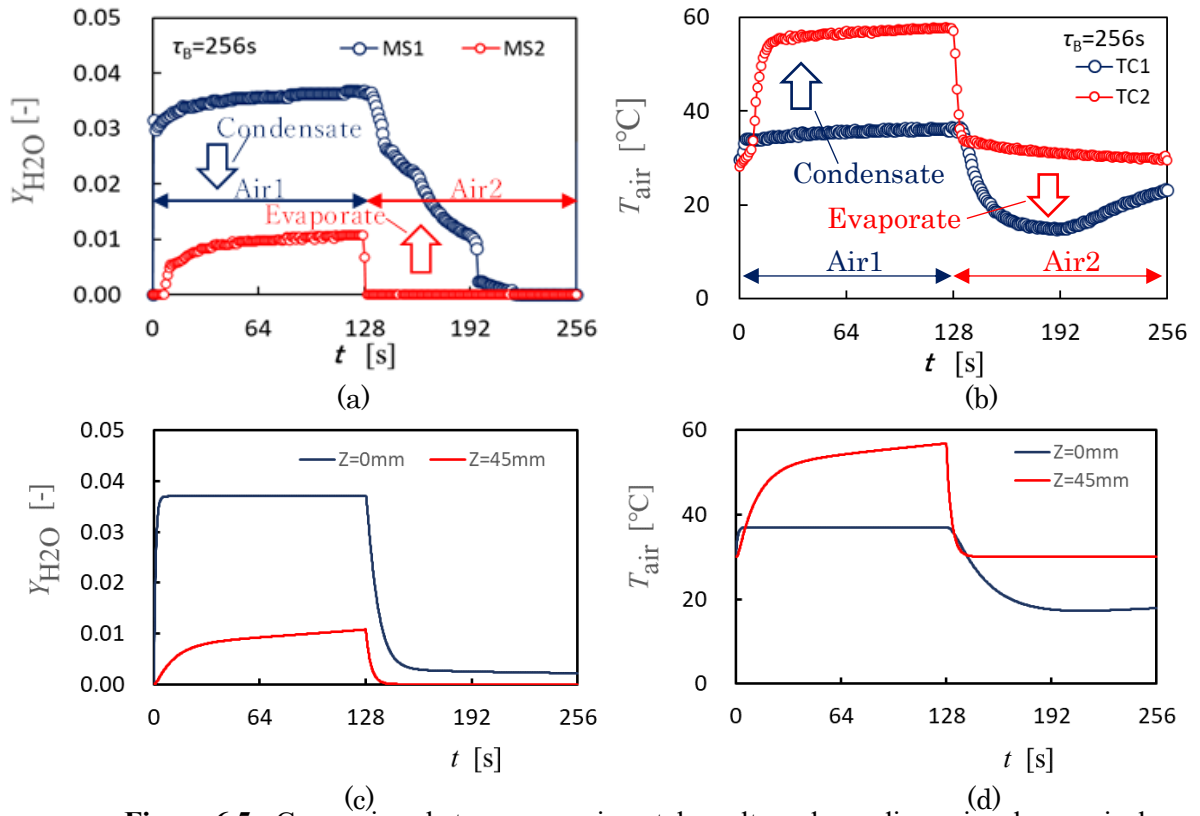 0.05
0.04
0.03
0.02
0.01
0.00
Y H2O [-]
τB=256s
MS1
MS2
Condensate
Air1
Air2
Evaporate
0
64
128
192
256
t [s]
(a)
60
40
20
0
Tair [°C]
τB=256s
TC1
TC2
Condensate
Evaporate
Air1
Air2
0
64
128
192
256
t [s]
(b)
0.05
0.04
0.03
0.02
0.01
0.00
Y H2O [-]
Z=0mm
Z=45mm
0
64
128
192
256
t [s]
(c)
60
40
20
0
Tair [°C]
Z=0mm
Z=45mm
0
64
128
192
256
t [s]
(d)